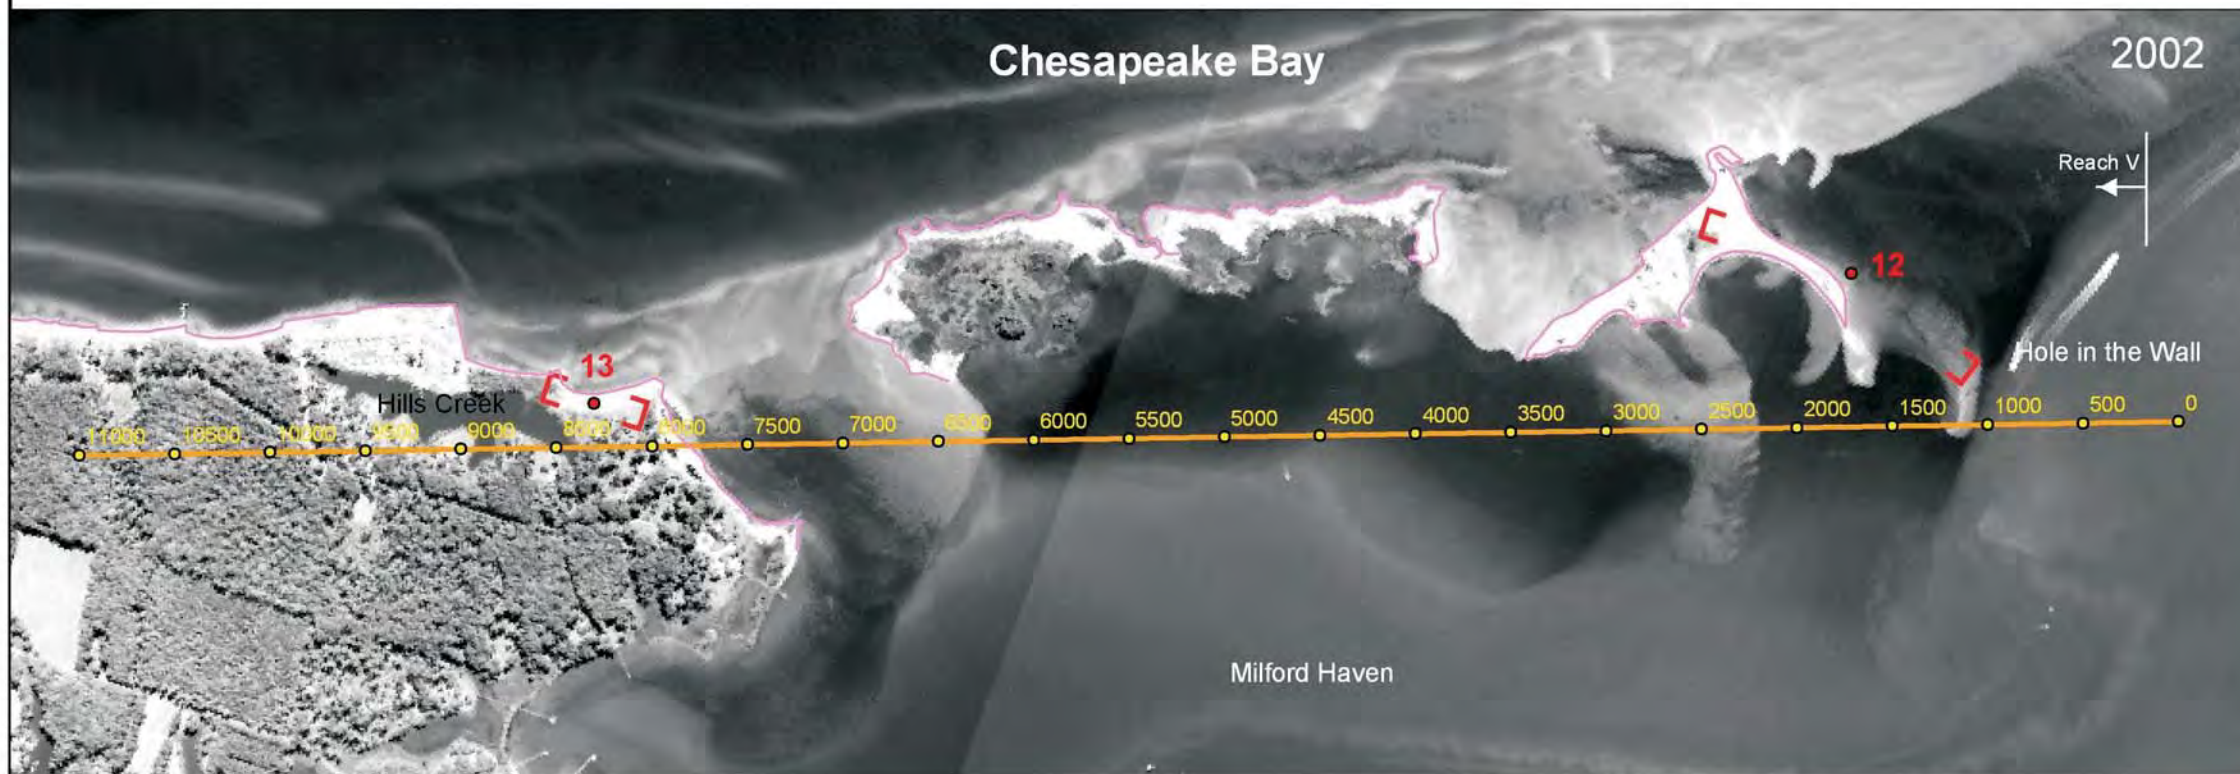 Chesapeake Bay
2002
Reach V
12
Hole in the Wall
13
Hills Creek
11000 10500 10000 9500 9000 8500 8000 7500 7000 6500 6000 5500 5000 4500 4000 3500 3000 2500 2000 1500 1000 500 0
Milford Haven